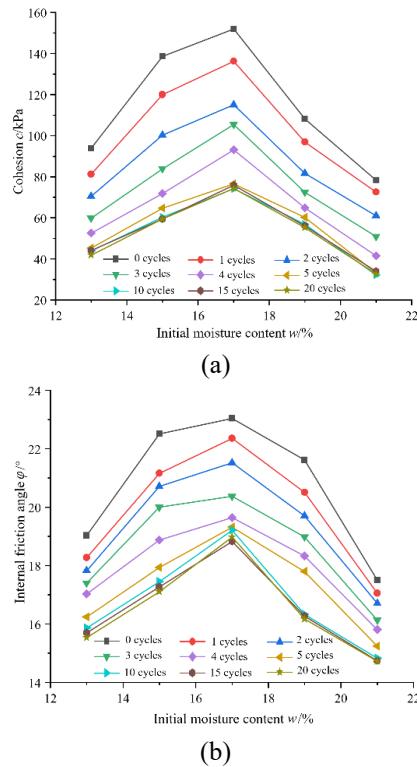 160
140
120
100
80
60
40
20
Cohesion c/kPa
0 cycles 1 cycles 2 cycles
3 cycles 4 cycles 5 cycles
10 cycles 15 cycles 20 cycles
12 14 16 18 20 22
Initial moisture content w/%
(a)
24
22
20
18
16
14
Internal friction angle φ/°
0 cycles 1 cycles 2 cycles
3 cycles 4 cycles 5 cycles
10 cycles 15 cycles 20 cycles
12 14 16 18 20 22
Initial moisture content w/%
(b)